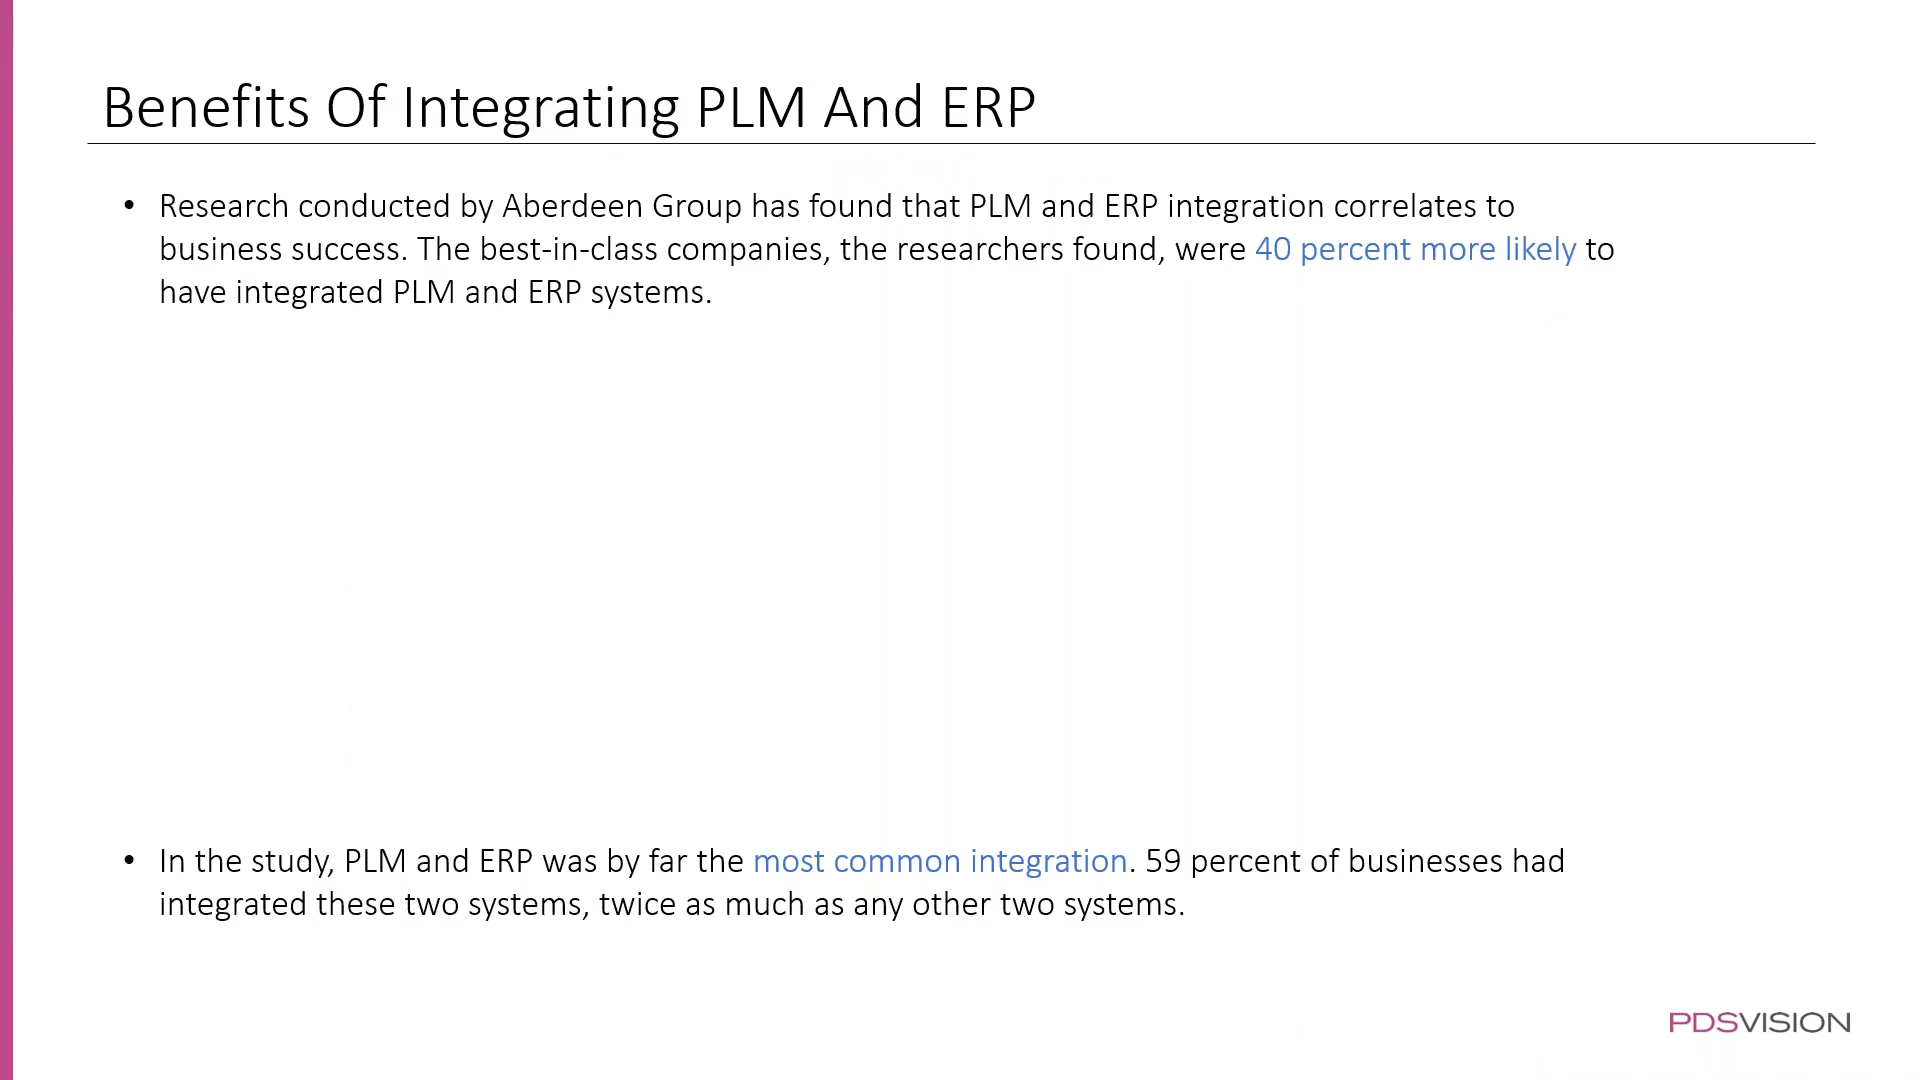 Benefits Of Integrating PLM And ERP
• Research conducted by Aberdeen Group has found that PLM and ERP integration correlates to
business success. The best-in-class companies, the researchers found, were 40 percent more likely to
have integrated PLM and ERP systems.
• In the study, PLM and ERP was by far the most common integration. 59 percent of businesses had
integrated these two systems, twice as much as any other two systems.
PDSVISION